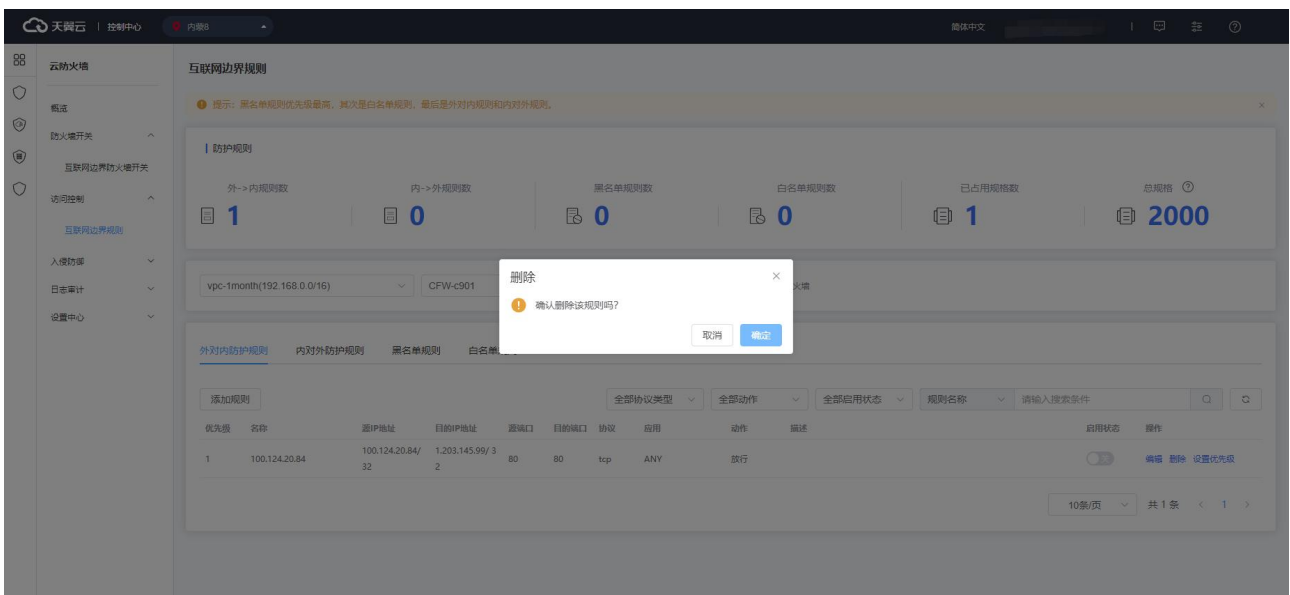 天翼云 | 控制中心 内蒙6 简体中文
云防火墙
概览
防火墙开关
互联网边界防火墙开关
访问控制
互联网边界规则
入侵防御
日志审计
设置中心
互联网边界规则
提示：黑名单规则优先级最高，其次是白名单规则，最后是外对内规则和内对外规则。
防护规则
外->内规则数 内->外规则数 黑名单规则数 白名单规则数 已占用规格数 总规格
1 0 0 0 1 2000
vpc-1month(192.168.0.0/16) CFW-c901 火墙
删除
确认删除该规则吗?
取消 确定
外对内防护规则 内对外防护规则 黑名单规则 白名单
添加规则 全部协议类型 全部动作 全部启用状态 规则名称 请输入搜索条件
优先级 名称 源IP地址 目的IP地址 源端口 目的端口 协议 应用 动作 描述 启用状态 操作
1 100.124.20.84 100.124.20.84/32 1.203.145.99/32 80 80 tcp ANY 放行 编辑 删除 设置优先级
10条/页 共 1 条 < 1 >